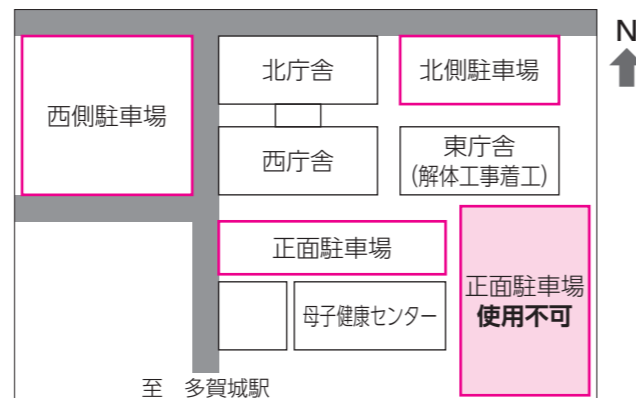 N
北庁舎
北側駐車場
西側駐車場
西庁舎
東庁舎
(解体工事着工)
正面駐車場
正面駐車場
使用不可
母子健康センター
至 多賀城駅